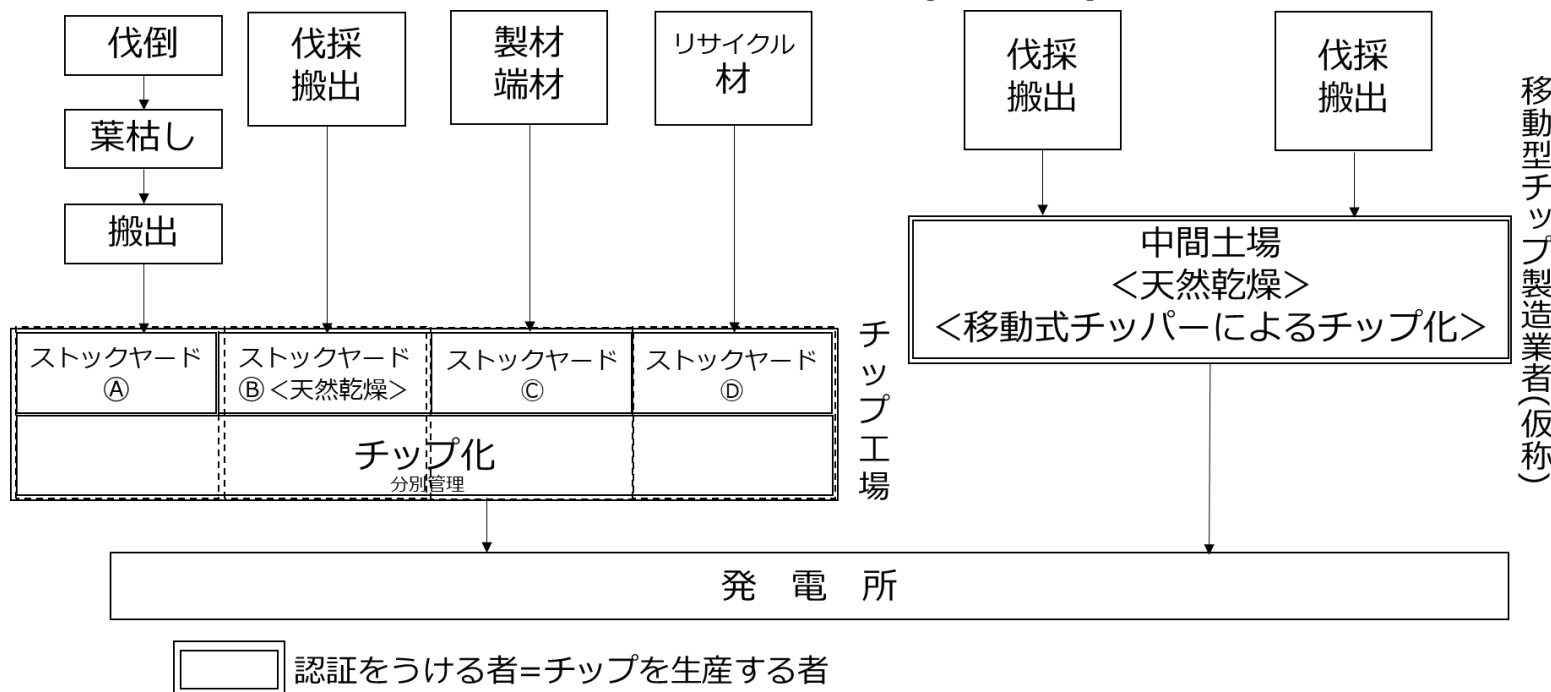 伐倒
葉枯し
搬出
伐採
搬出
製材
端材
リサイクル
材
伐採
搬出
伐採
搬出
ストックヤード
Ⓐ
ストックヤード
Ⓑ<天然乾燥>
ストックヤード
Ⓒ
ストックヤード
Ⓓ
チップ化
分別管理
チップ工場
中間土場
<天然乾燥>
<移動式チッパーによるチップ化>
移動型チップ製造業者(仮称)
発 電 所
認証をうける者=チップを生産する者